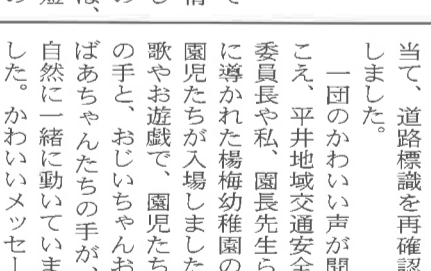 当て、道路標識を再確認
しました。
一団のかわいい声が聞
こえ、平井地域交通安全
委員長や私、園長先生ら
に導かれた楊梅幼稚園の
園児たちが入場しました
歌やお遊戯で、園児たち
の手と、おじいちゃんお
ばあちゃんたちの手が、
自然に一緒に動いていま
した。かわいいメッセー